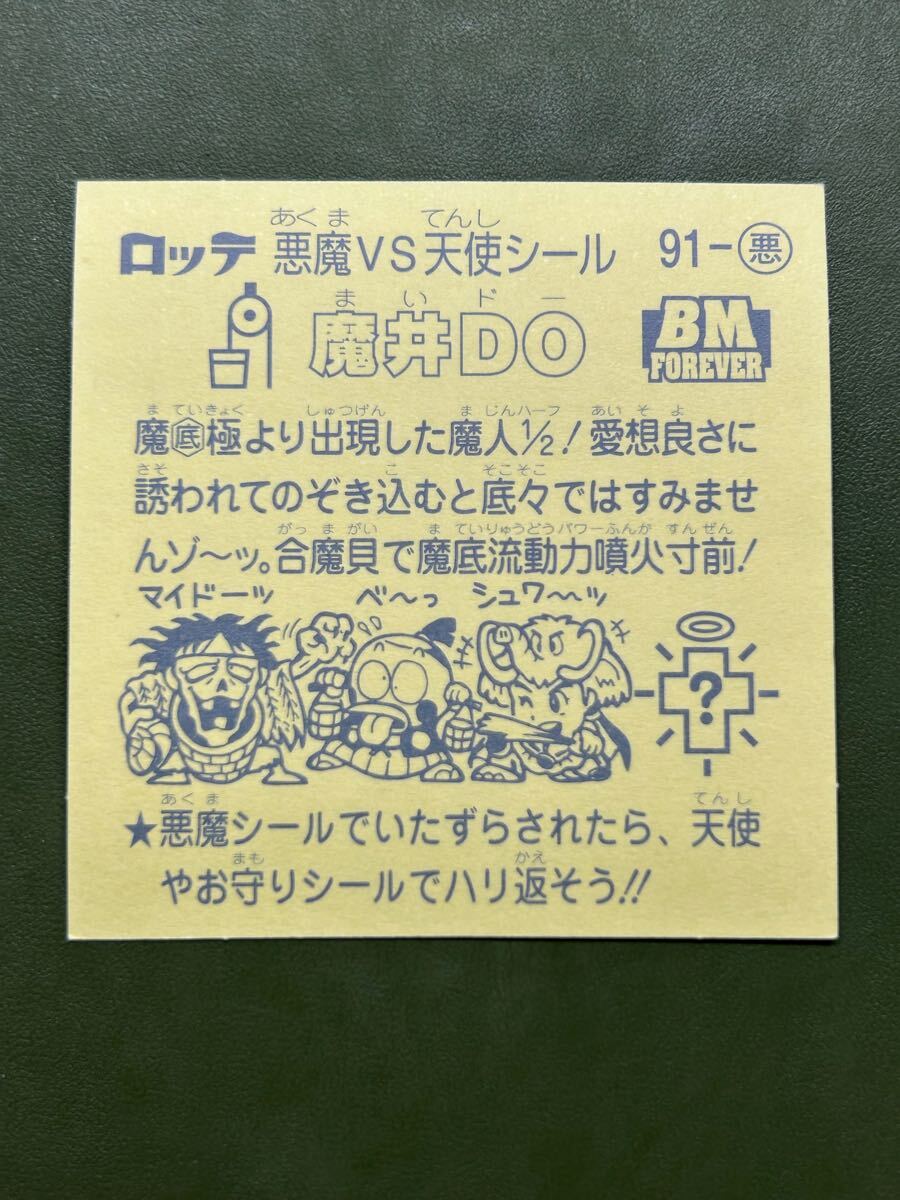 あくま てんし
ロッテ 悪魔VS天使シール 91-悪
まいドー
魔井DO
BM
FOREVER
ま ていきょく しゅつげん ま じんハーフ あいそ よ
魔底極より出現した魔人1/2!愛想良さに
さそ こ そこそこ
誘われてのぞき込むと底々ではすみませ
がっ ま がい ま ていりゅうどうパワーふんか すんぜん
んゾ〜ッ。合魔貝で魔底流動力噴火寸前!
マイドーッ べ〜っ シュワ〜ッ
?
あくま てんし
★悪魔シールでいたずらされたら、天使
まも かえ
やお守りシールでハリ返そう!!